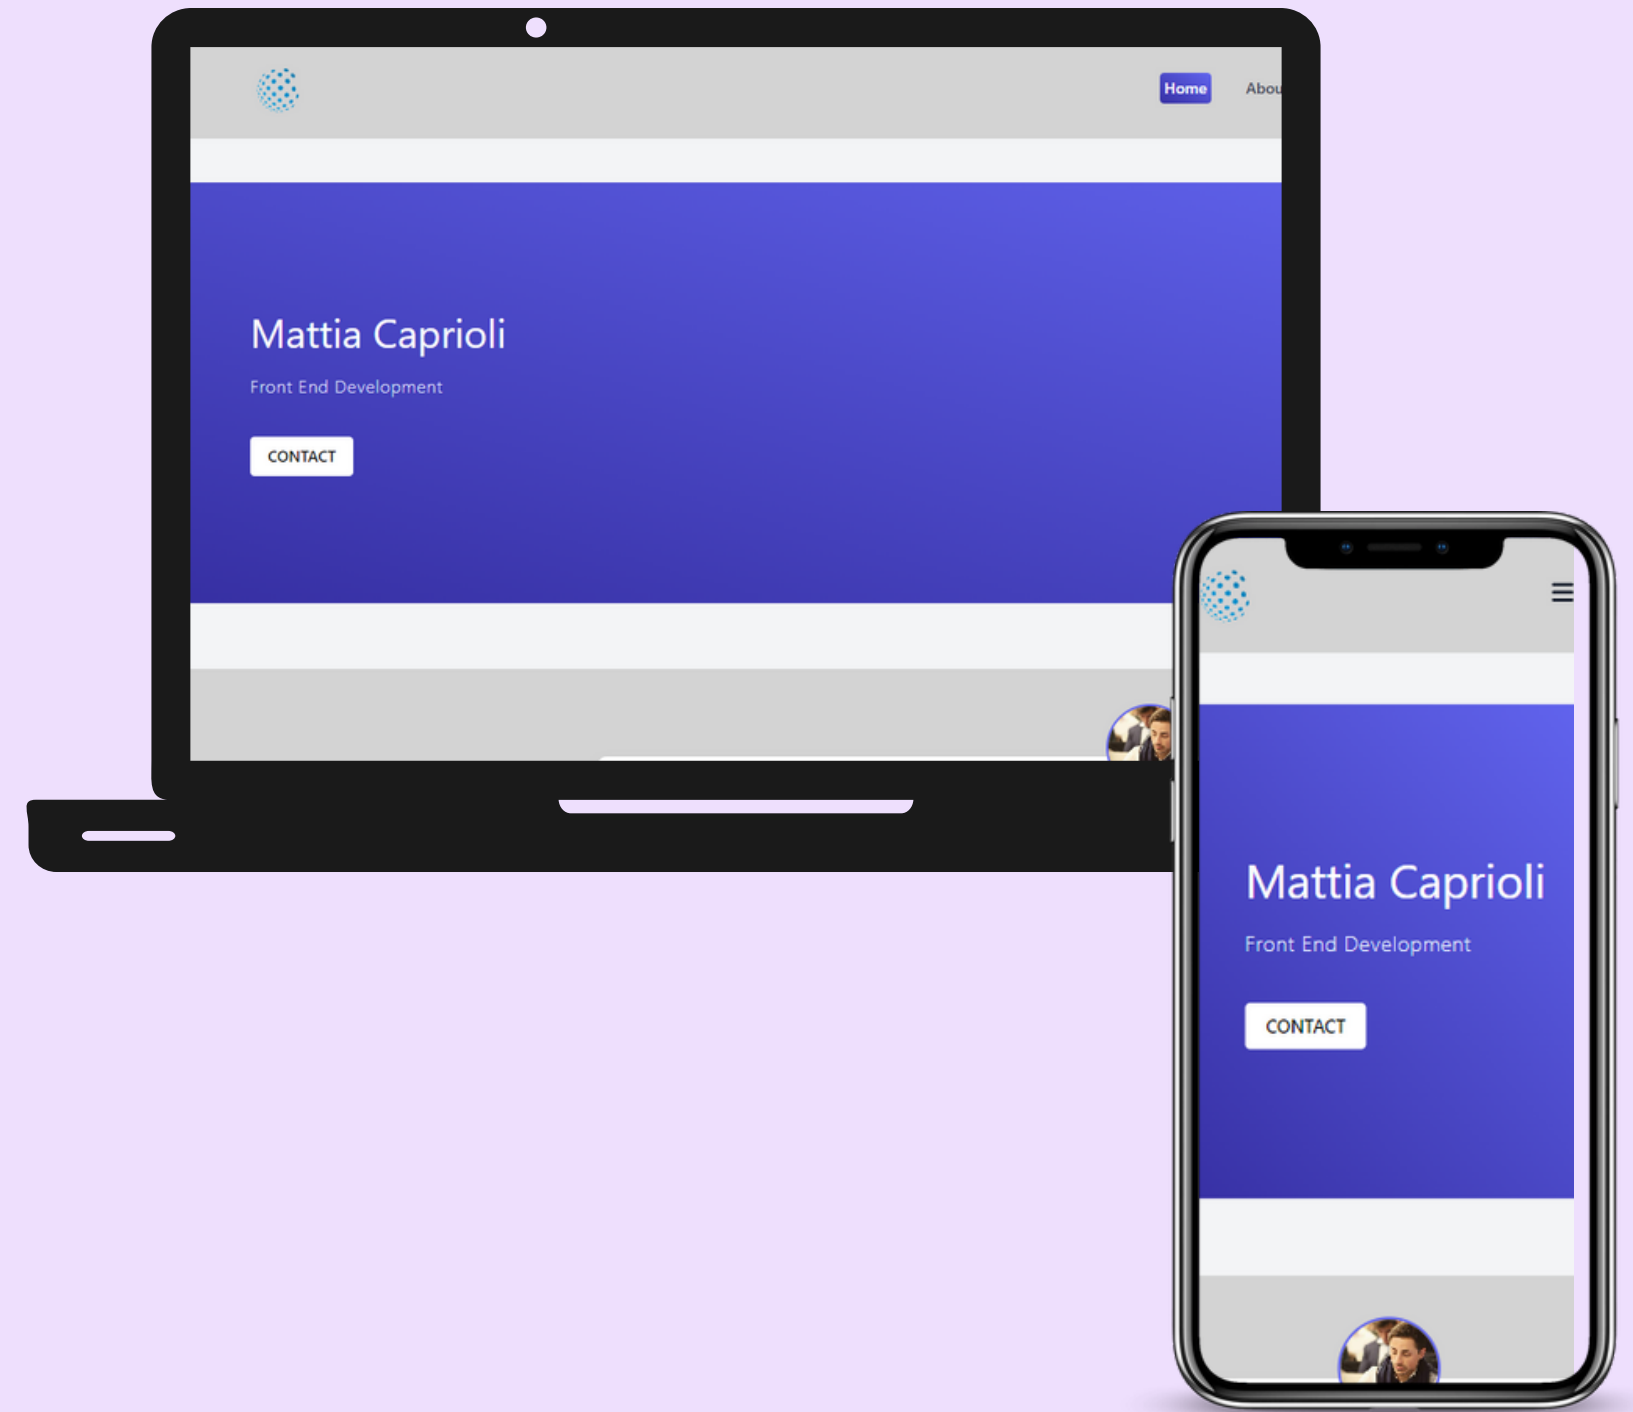 Home Abou
Mattia Caprioli
Front End Development
CONTACT
Mattia Caprioli
Front End Development
CONTACT